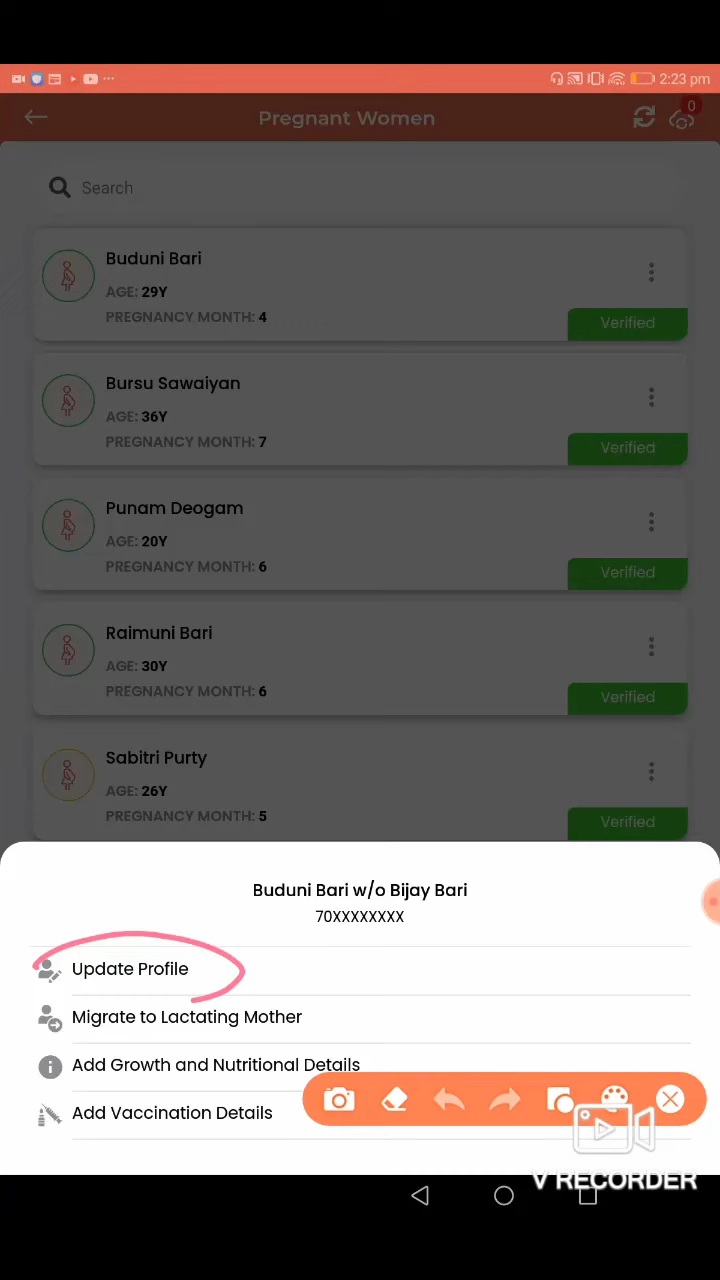 2:23 pm
Pregnant Women
0
Search
Buduni Bari
AGE: 29Y
PREGNANCY MONTH: 4
Verified
Bursu Sawaiyan
AGE: 36Y
PREGNANCY MONTH: 7
Verified
Punam Deogam
AGE: 20Y
PREGNANCY MONTH: 6
Verified
Raimuni Bari
AGE: 30Y
PREGNANCY MONTH: 6
Verified
Sabitri Purty
AGE: 26Y
PREGNANCY MONTH: 5
Verified
Buduni Bari w/o Bijay Bari
70XXXXXXXX
Update Profile
Migrate to Lactating Mother
Add Growth and Nutritional Details
Add Vaccination Details
V RECORDER